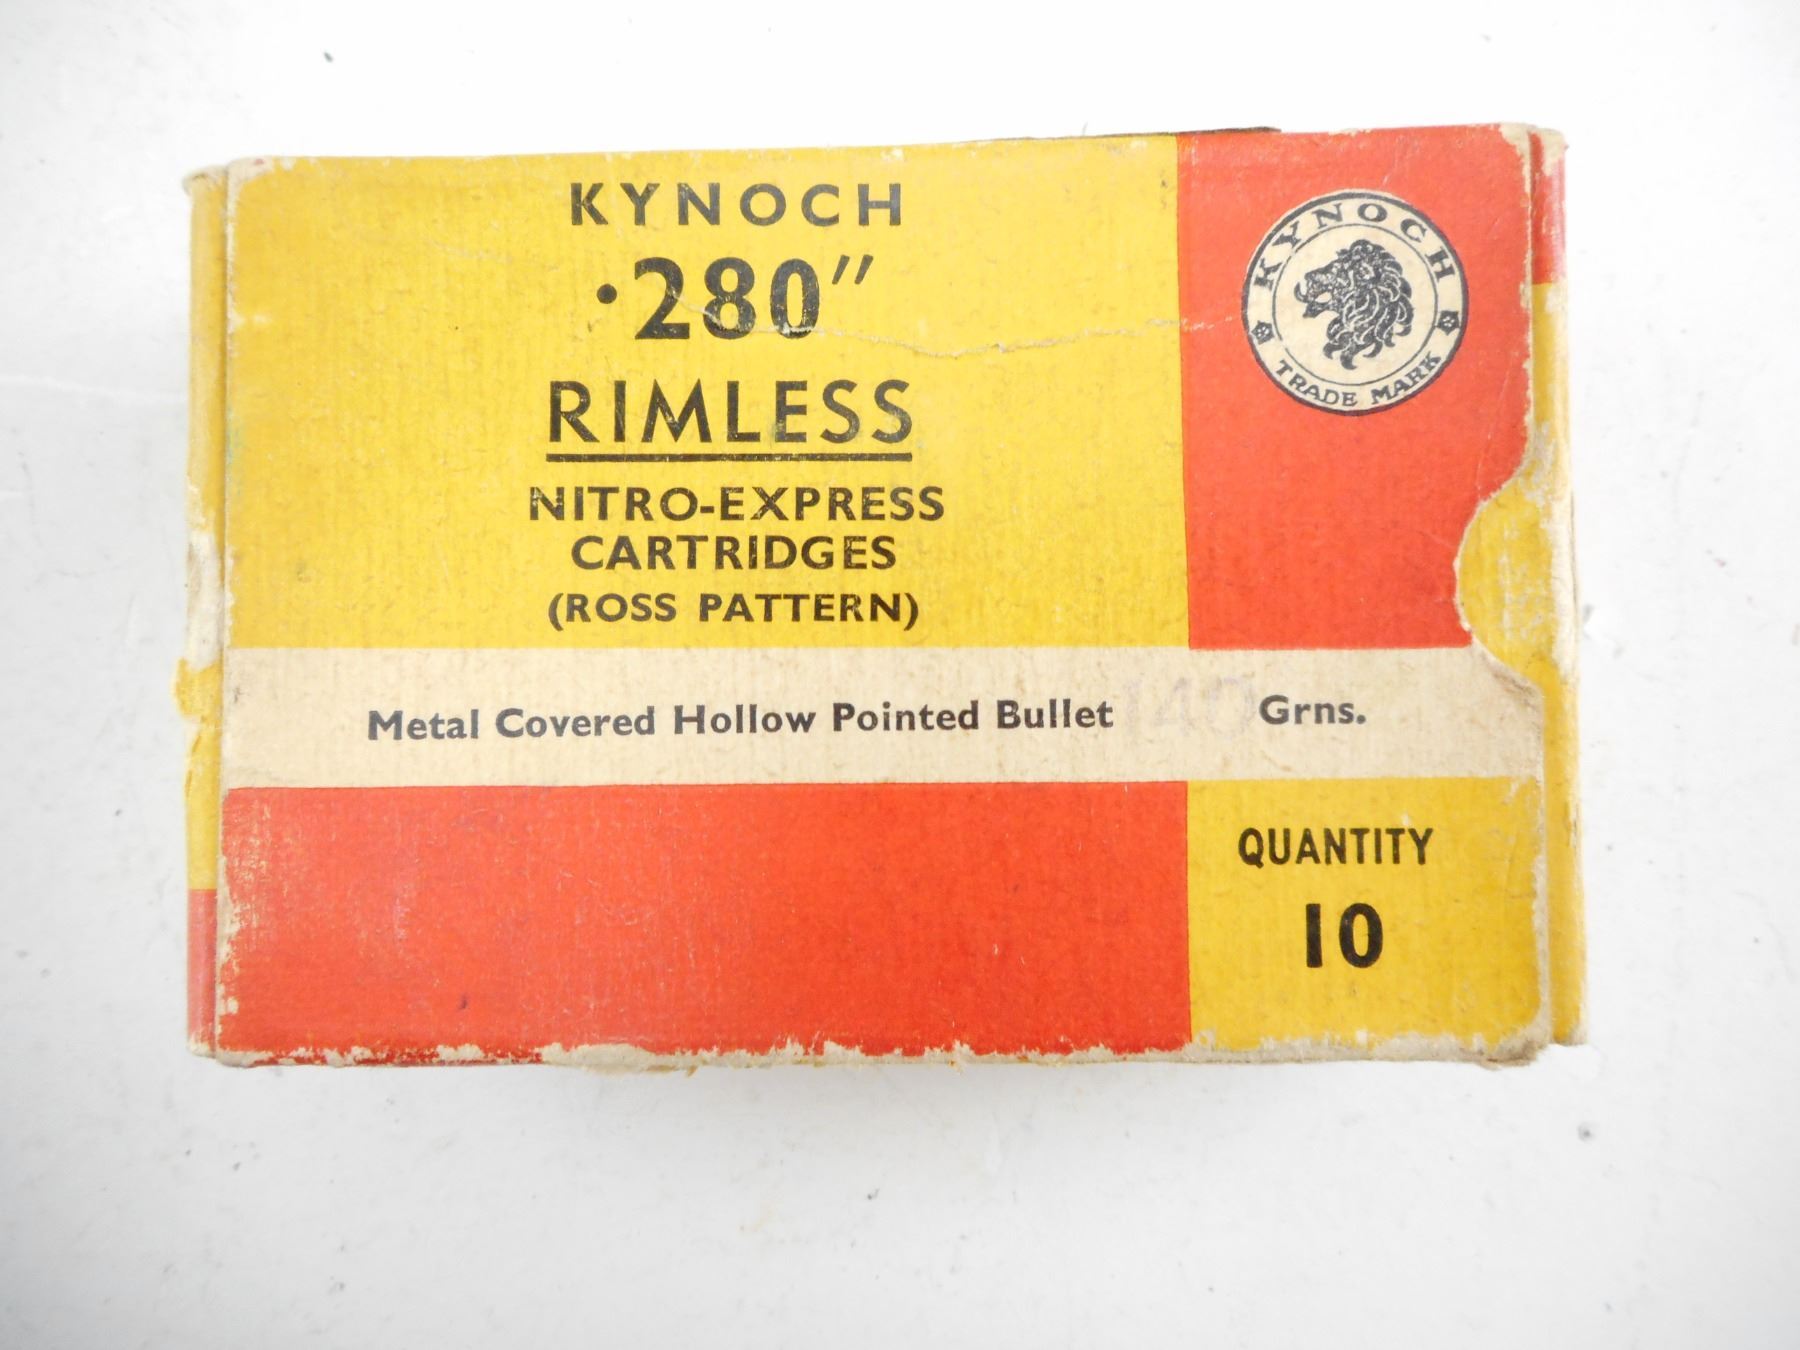 KYNOCH
·280″
RIMLESS
NITRO-EXPRESS
CARTRIDGES
(ROSS PATTERN)
KYNOCH
TRADE MARK
Metal Covered Hollow Pointed Bullet 140 Grns.
QUANTITY
10